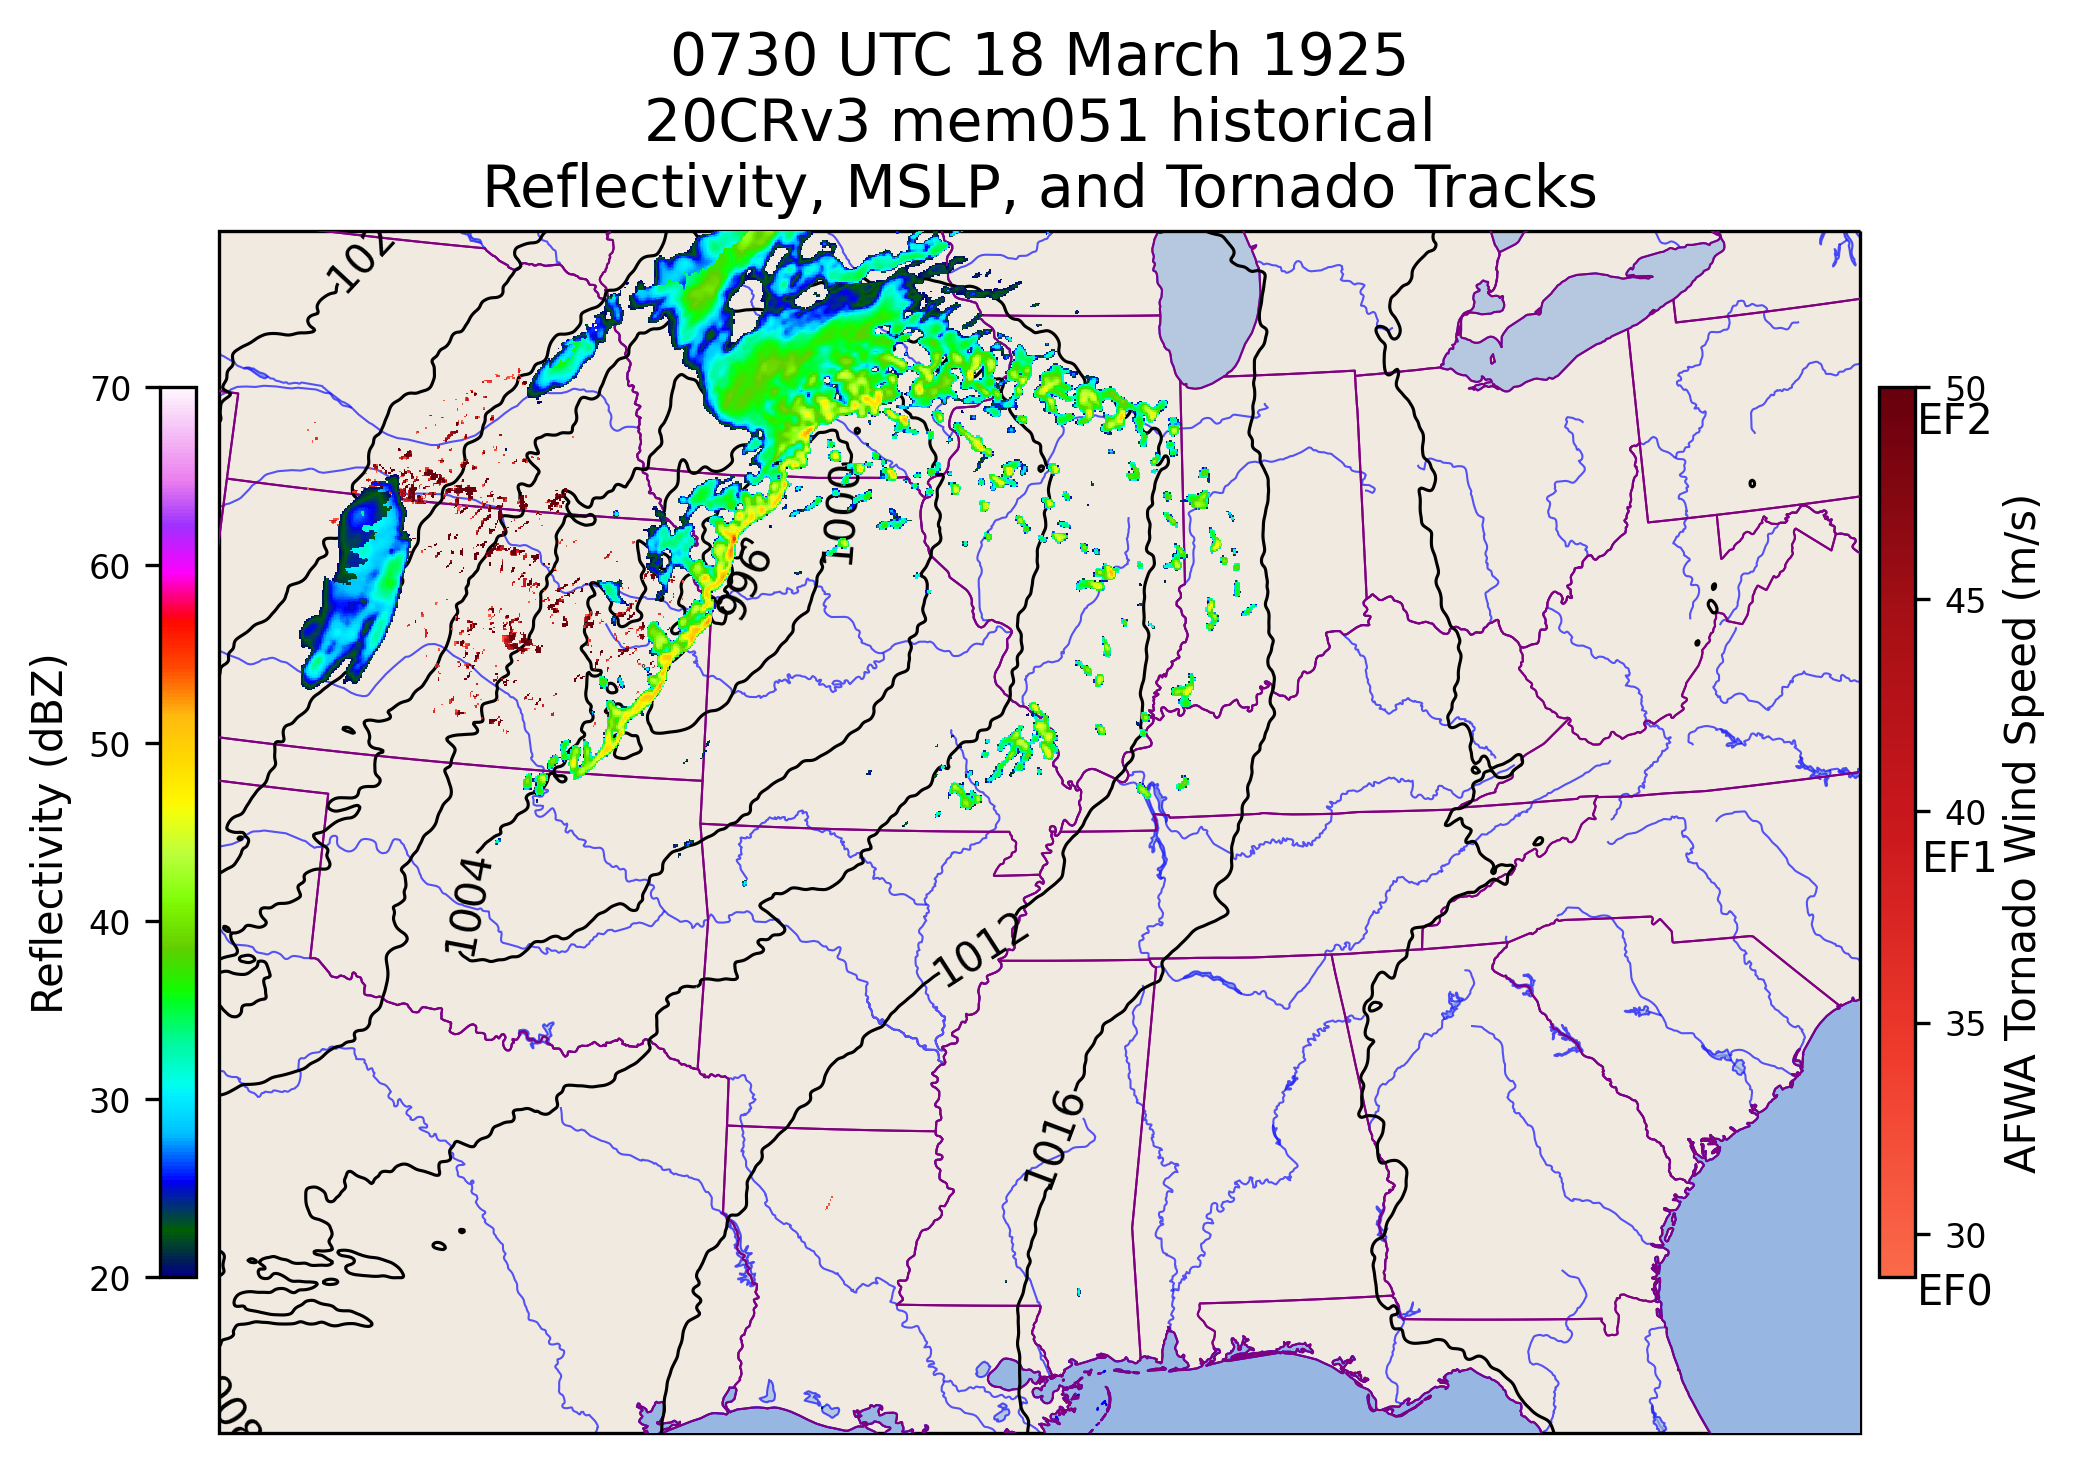 0730 UTC 18 March 1925
20CRv3 mem051 historical
Reflectivity, MSLP, and Tornado Tracks
Reflectivity (dBZ)
70
60
50
40
30
20
102
1000
996
1004
1012
1016
008
50
EF2
45
40
EF1
35
30
EF0
AFWA Tornado Wind Speed (m/s)